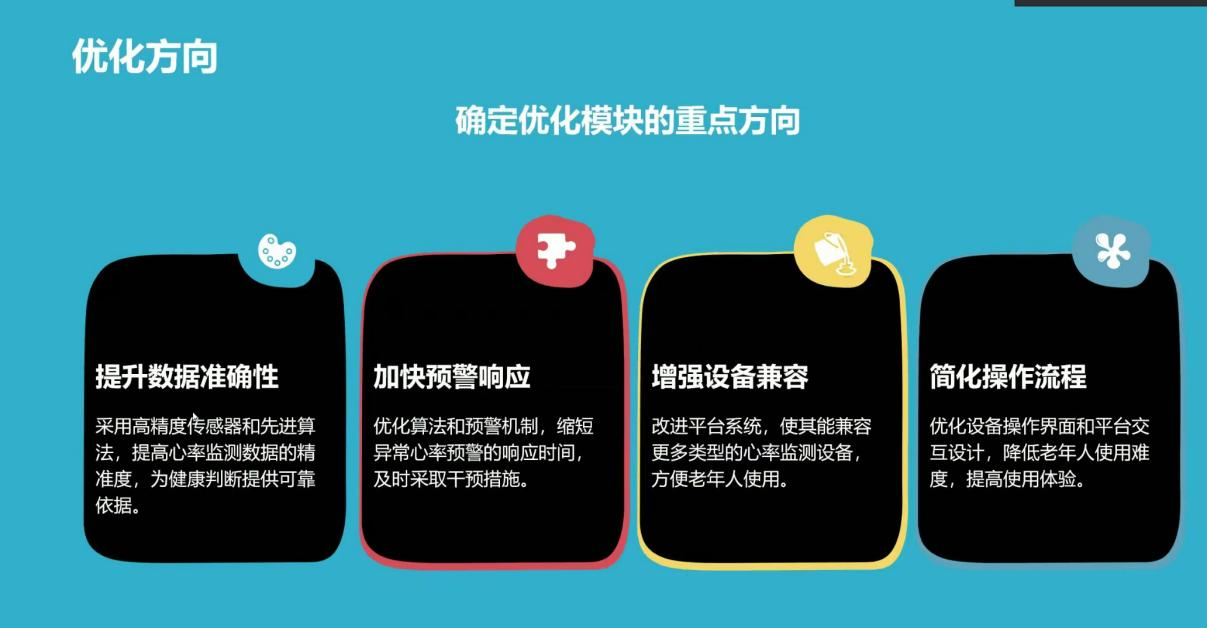 优化方向
确定优化模块的重点方向
提升数据准确性
采用高精度传感器和先进算
法，提高心率监测数据的精
准度，为健康判断提供可靠
依据。
加快预警响应
优化算法和预警机制，缩短
异常心率预警的响应时间，
及时采取干预措施。
增强设备兼容
改进平台系统，使其能兼容
更多类型的心率监测设备，
方便老年人使用。
简化操作流程
优化设备操作界面和平台交
互设计，降低老年人使用难
度，提高使用体验。